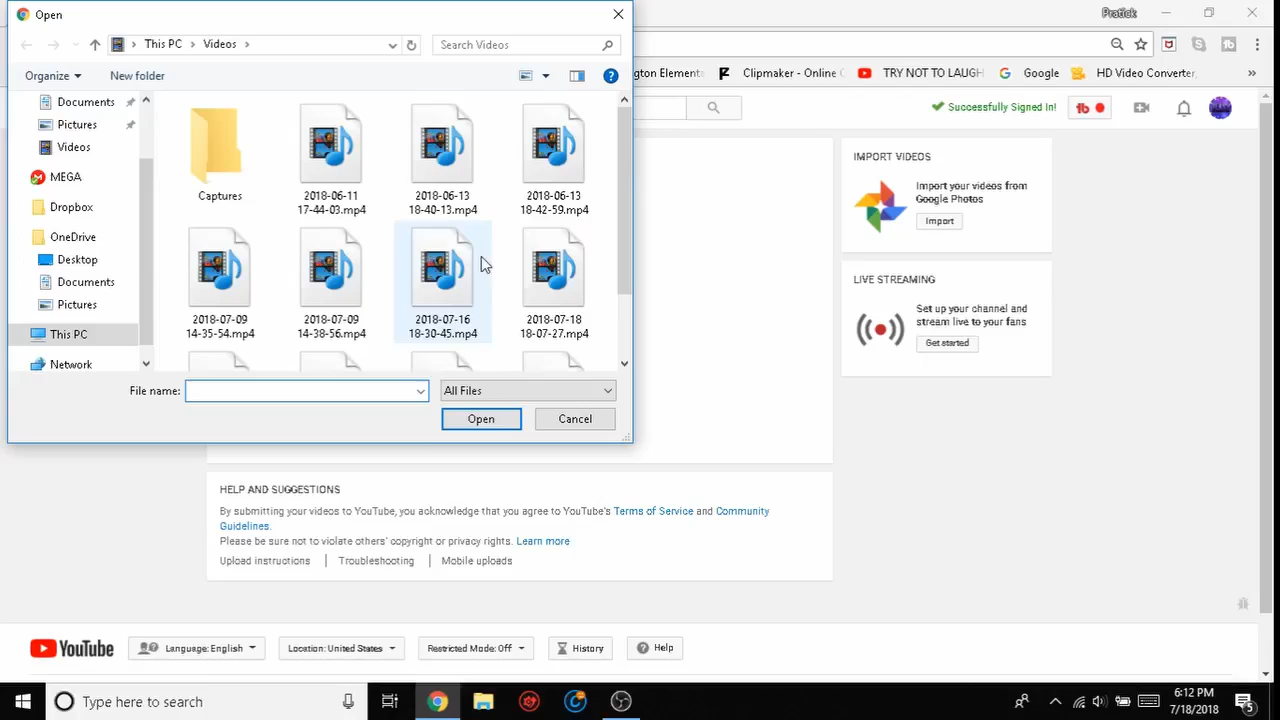 Open
Pratick
This PC
Videos
Search Videos
Organize
New folder
ngton Element
Clipmaker - Online
TRY NOT TO LAUGH
Google
HD Video Converter
Documents
Pictures
Videos
MEGA
Dropbox
OneDrive
Desktop
Documents
Pictures
This PC
Network
Captures
2018-06-11
17-44-03.mp4
2018-06-13
18-40-13.mp4
2018-06-13
18-42-59.mp4
2018-07-09
14-35-54.mp4
2018-07-09
14-38-56.mp4
2018-07-16
18-30-45.mp4
2018-07-18
18-07-27.mp4
File name:
All Files
Open
Cancel
Successfully Signed In!
IMPORT VIDEOS
Import your videos from
Google Photos
Import
LIVE STREAMING
Set up your channel and
stream live to your fans
Get started
HELP AND SUGGESTIONS
By submitting your videos to YouTube, you acknowledge that you agree to YouTube's Terms of Service and Community
Guidelines.
Please be sure not to violate others' copyright or privacy rights. Learn more
Upload instructions
Troubleshooting
Mobile uploads
YouTube
Language: English
Location: United States
Restricted Mode: Off
History
Help
Type here to search
6:12 PM
7/18/2018
5